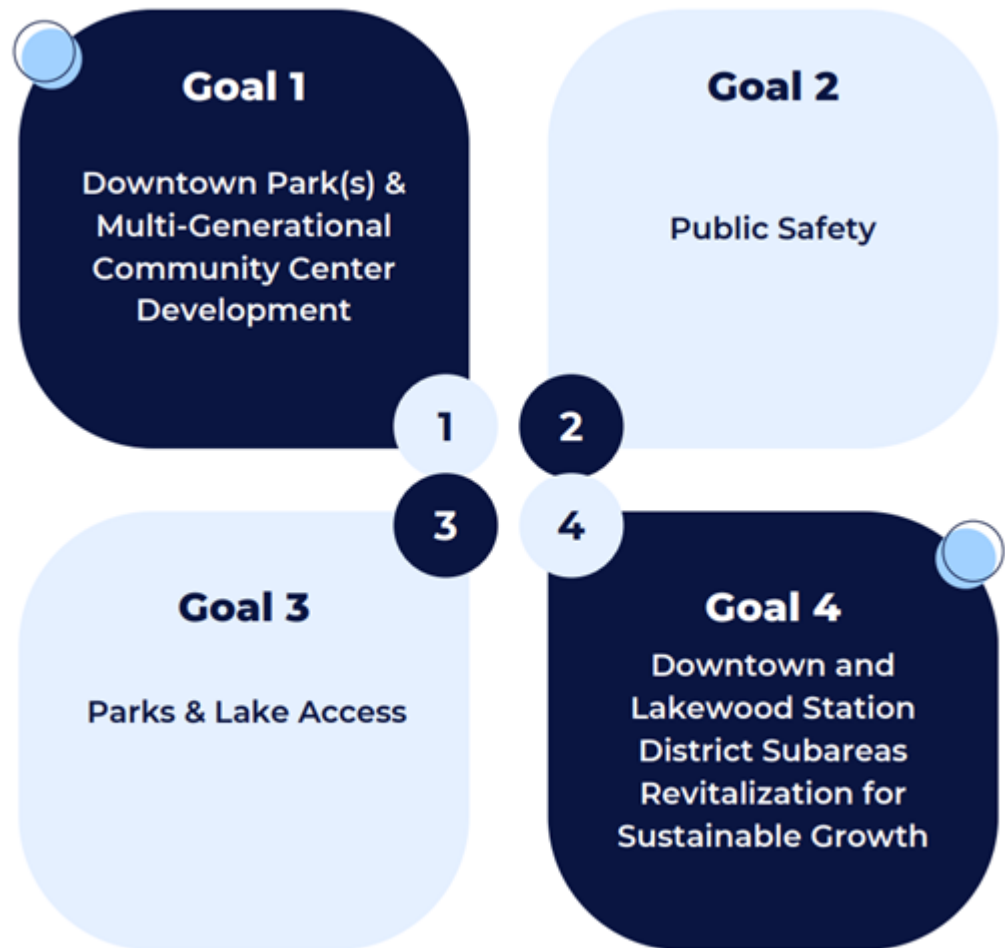 Goal 1
Downtown Park(s) &
Multi-Generational
Community Center
Development
Goal 2
Public Safety
1
2
3
4
Goal 3
Parks & Lake Access
Goal 4
Downtown and
Lakewood Station
District Subareas
Revitalization for
Sustainable Growth